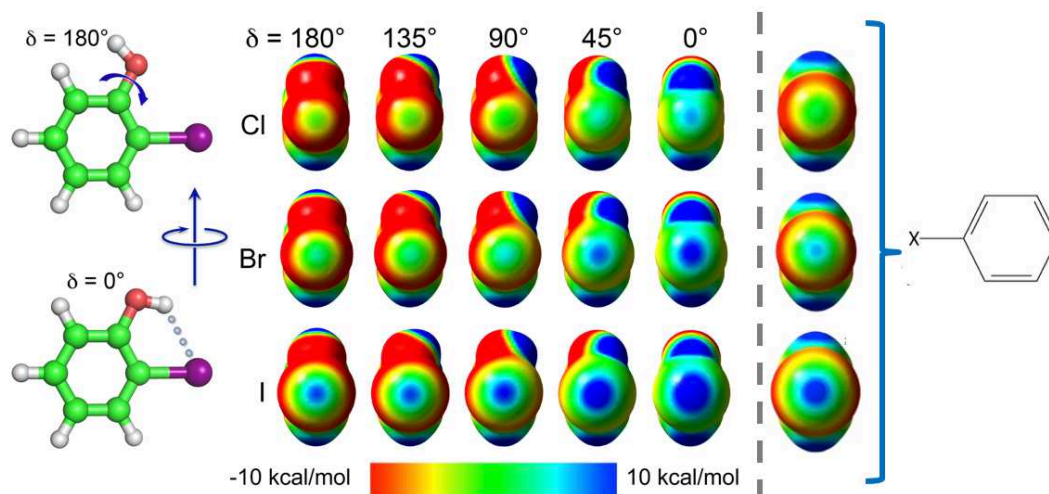 δ = 180°
δ = 180° 135° 90° 45° 0°
Cl
Br
X
δ = 0°
I
-10 kcal/mol 10 kcal/mol